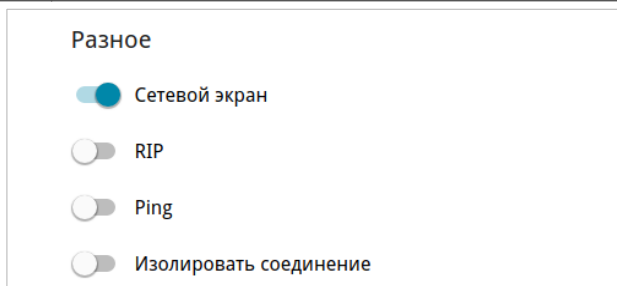 Разное
Сетевой экран
RIP
Ping
Изолировать соединение